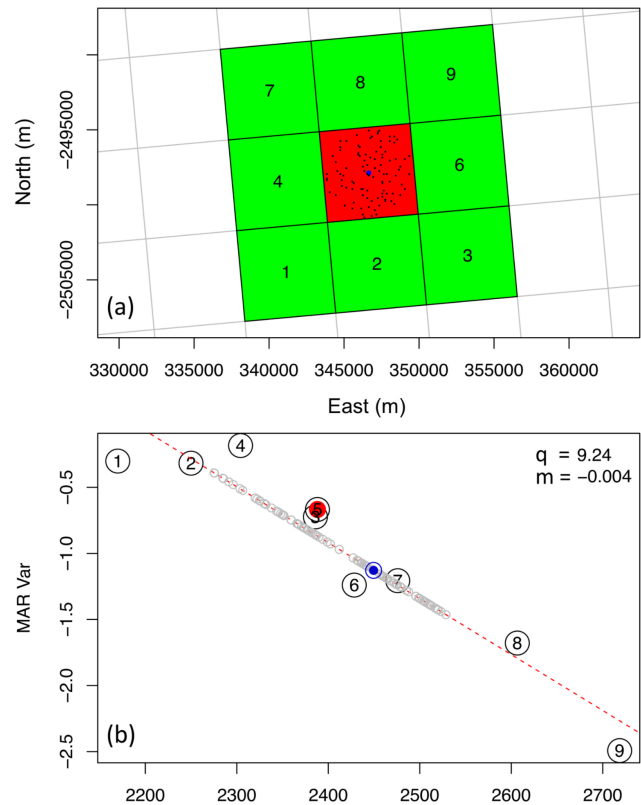 7 8 9
4 6
1 2 3
(a)
North (m)
-2495000
-2505000
330000 335000 340000 345000 350000 355000 360000
East (m)
q = 9.24
m = −0.004
1 2 4
5
3
6 7
8
9
(b)
MAR Var
-0.5
-1.0
-1.5
-2.0
-2.5
2200 2300 2400 2500 2600 2700